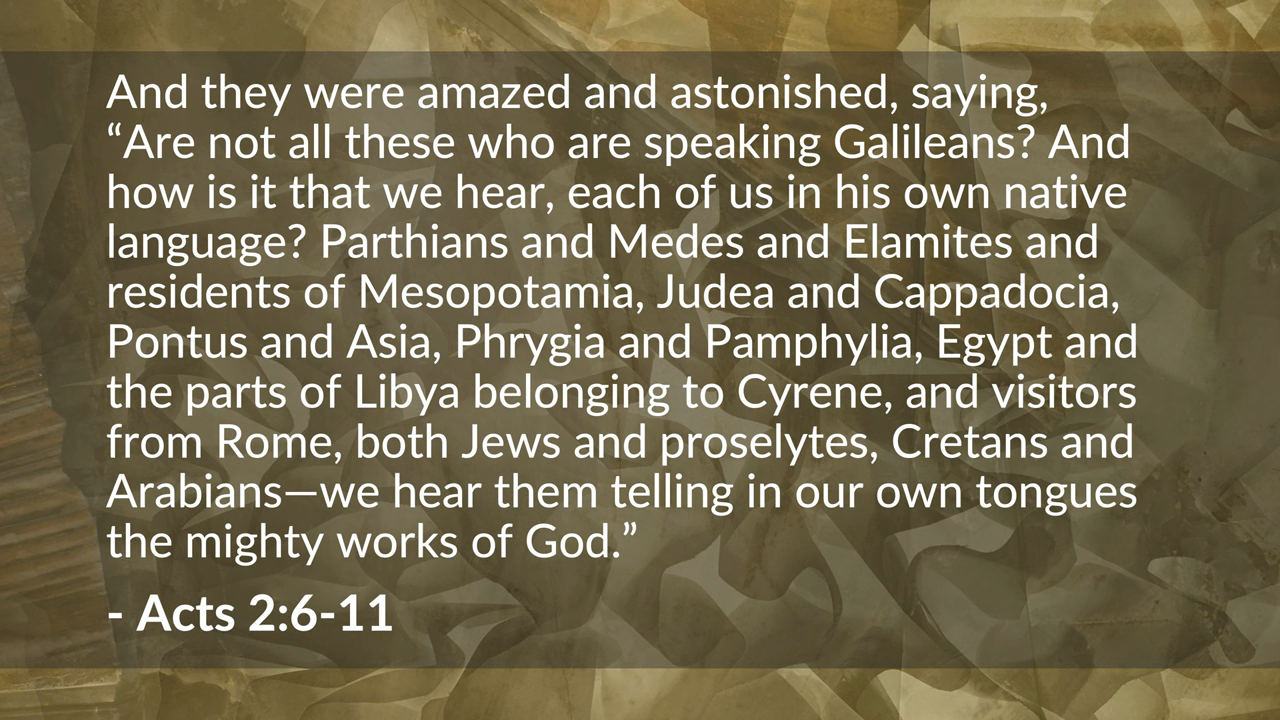 And they were amazed and astonished, saying,
“Are not all these who are speaking Galileans? And
how is it that we hear, each of us in his own native
language? Parthians and Medes and Elamites and
residents of Mesopotamia, Judea and Cappadocia,
Pontus and Asia, Phrygia and Pamphylia, Egypt and
the parts of Libya belonging to Cyrene, and visitors
from Rome, both Jews and proselytes, Cretans and
Arabians—we hear them telling in our own tongues
the mighty works of God.”
- Acts 2:6-11